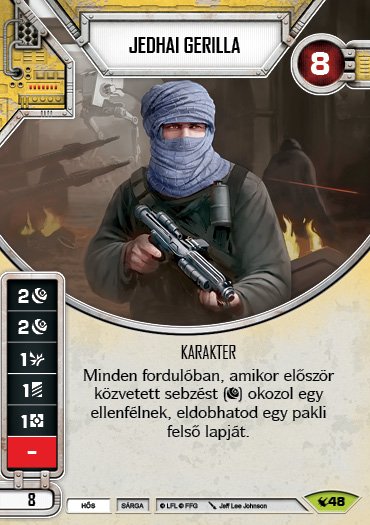 JEDHAI GERILLA
8
2
2
1
1
1
-
8
KARAKTER
Minden fordulóban, amikor először
közvetett sebzést () okozol egy
ellenfélnek, eldobhatod egy pakli
felső lapját.
HŐS
SÁRGA
© LFL © FFG
Jeff Lee Johnson
48